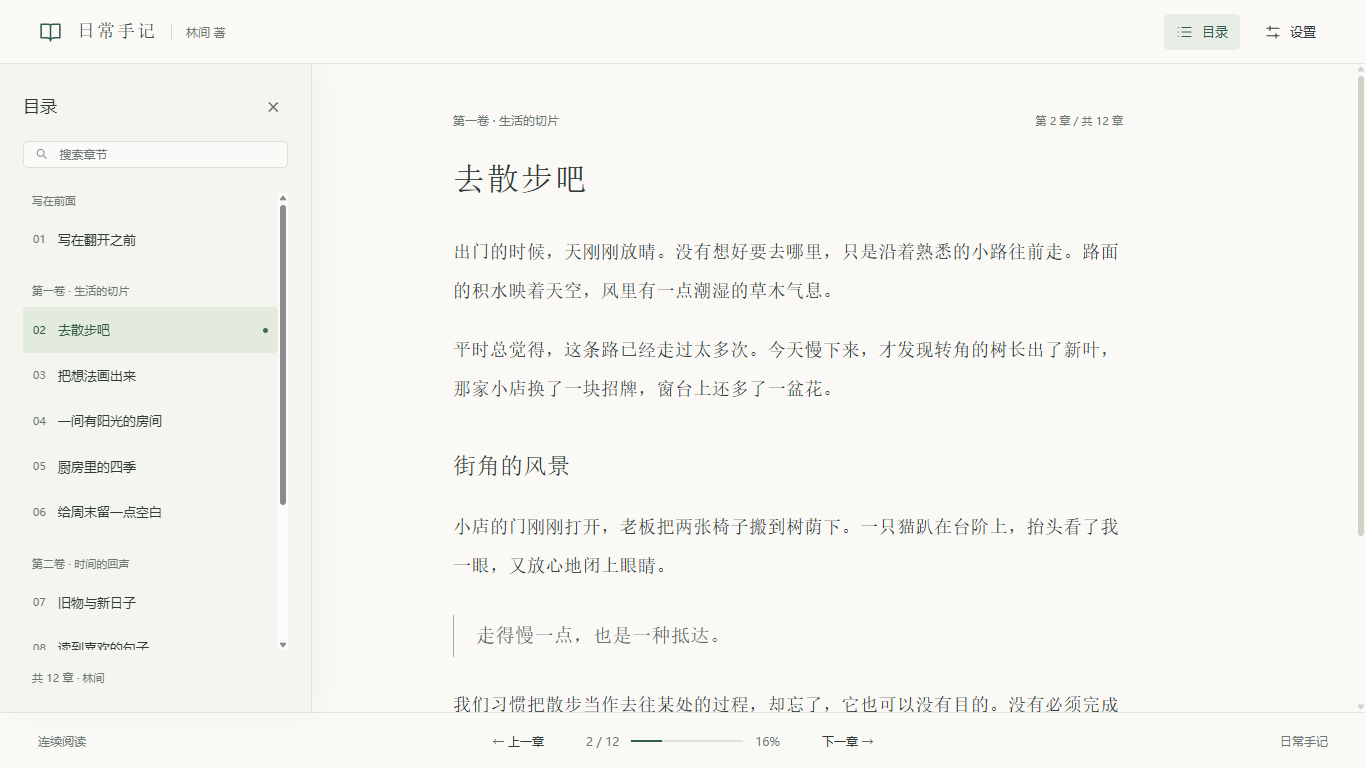 日常手记
林间 著
目录
设置
目录
搜索章节
写在前面
01 写在翻开之前
第一卷 · 生活的切片
02 去散步吧
03 把想法画出来
04 一间有阳光的房间
05 厨房里的四季
06 给周末留一点空白
第二卷 · 时间的回声
07 旧物与新日子
08 读到喜欢的句子
共 12 章 · 林间
第一卷 · 生活的切片
第 2 章 / 共 12 章
去散步吧
出门的时候，天刚刚放晴。没有想好要去哪里，只是沿着熟悉的小路往前走。路面
的积水映着天空，风里有一点潮湿的草木气息。
平时总觉得，这条路已经走过太多次。今天慢下来，才发现转角的树长出了新叶，
那家小店换了一块招牌，窗台上还多了一盆花。
街角的风景
小店的门刚刚打开，老板把两张椅子搬到树荫下。一只猫趴在台阶上，抬头看了我
一眼，又放心地闭上眼睛。
走得慢一点，也是一种抵达。
我们习惯把散步当作去往某处的过程，却忘了，它也可以没有目的。没有必须完成
连续阅读
← 上一章
2 / 12
16%
下一章 →
日常手记